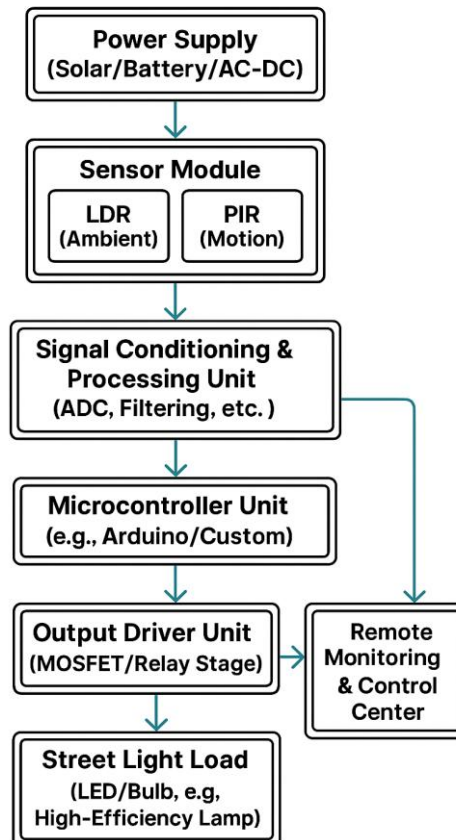 Power Supply
(Solar/Battery/AC-DC)
Sensor Module
LDR
(Ambient)
PIR
(Motion)
Signal Conditioning &
Processing Unit
(ADC, Filtering, etc. )
Microcontroller Unit
(e.g., Arduino/Custom)
Output Driver Unit
(MOSFET/Relay Stage)
Remote
Monitoring
& Control
Center
Street Light Load
(LED/Bulb, e.g,
High-Efficiency Lamp)